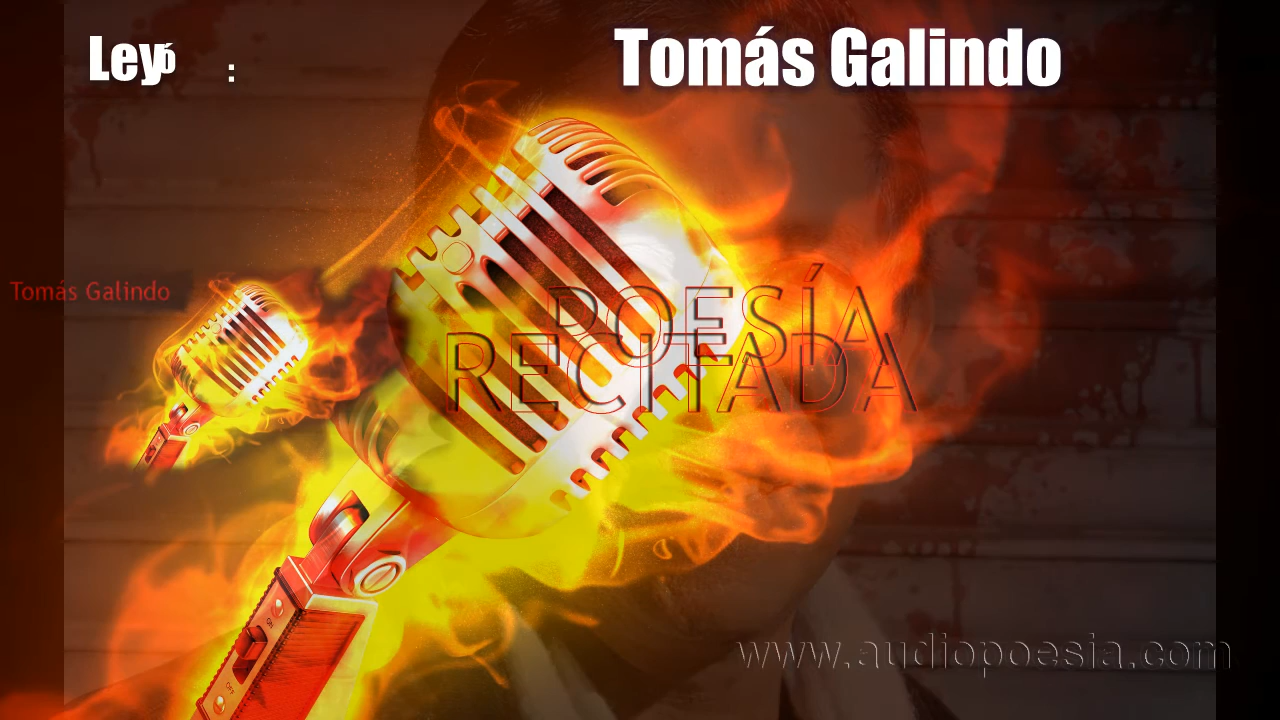 Leyó :
Tomás Galindo
Tomás Galindo
POESÍA
RECITADA
www.audiopoesia.com